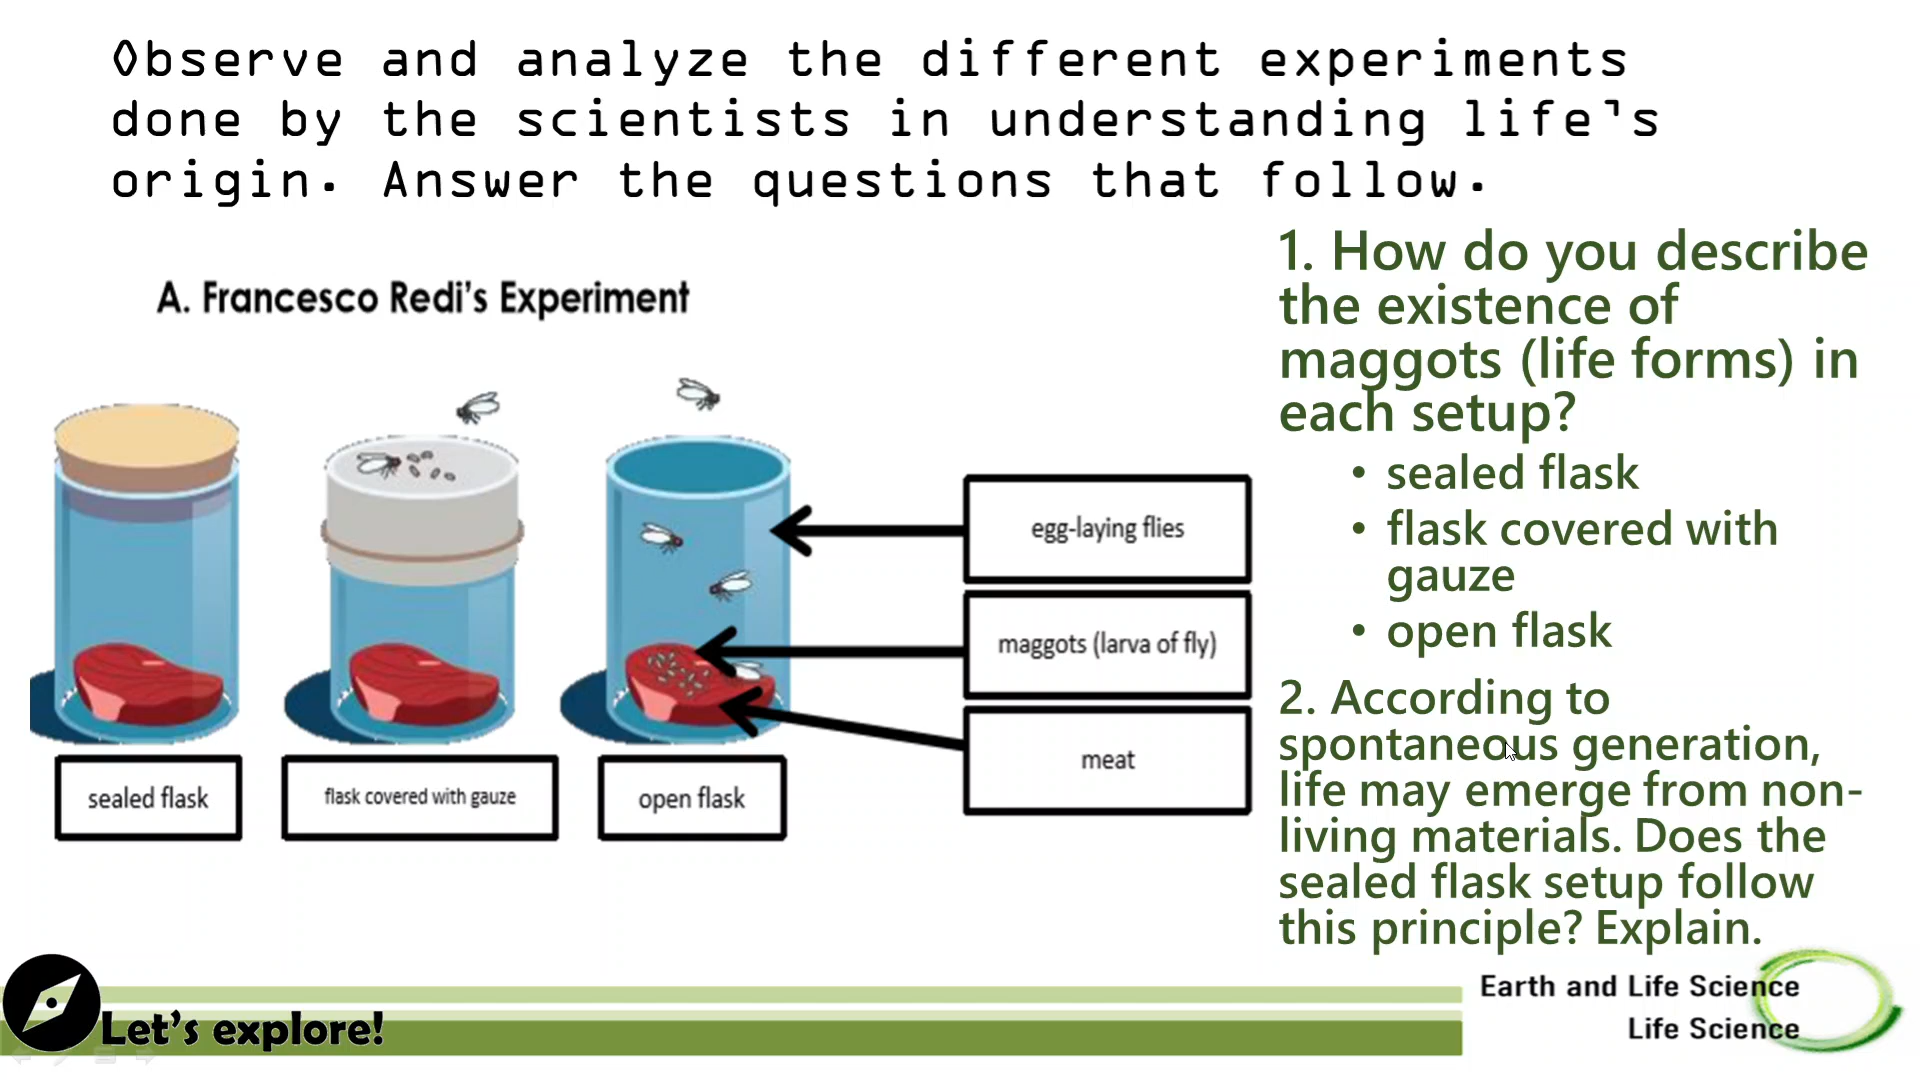 Observe and analyze the different experiments
done by the scientists in understanding life's
origin. Answer the questions that follow.
A. Francesco Redi's Experiment
egg-laying flies
maggots (larva of fly)
meat
sealed flask
flask covered with gauze
open flask
1. How do you describe
the existence of
maggots (life forms) in
each setup?
• sealed flask
• flask covered with
gauze
• open flask
2. According to
spontaneous generation,
life may emerge from non-
living materials. Does the
sealed flask setup follow
this principle? Explain.
Let's explore!
Earth and Life Science
Life Science